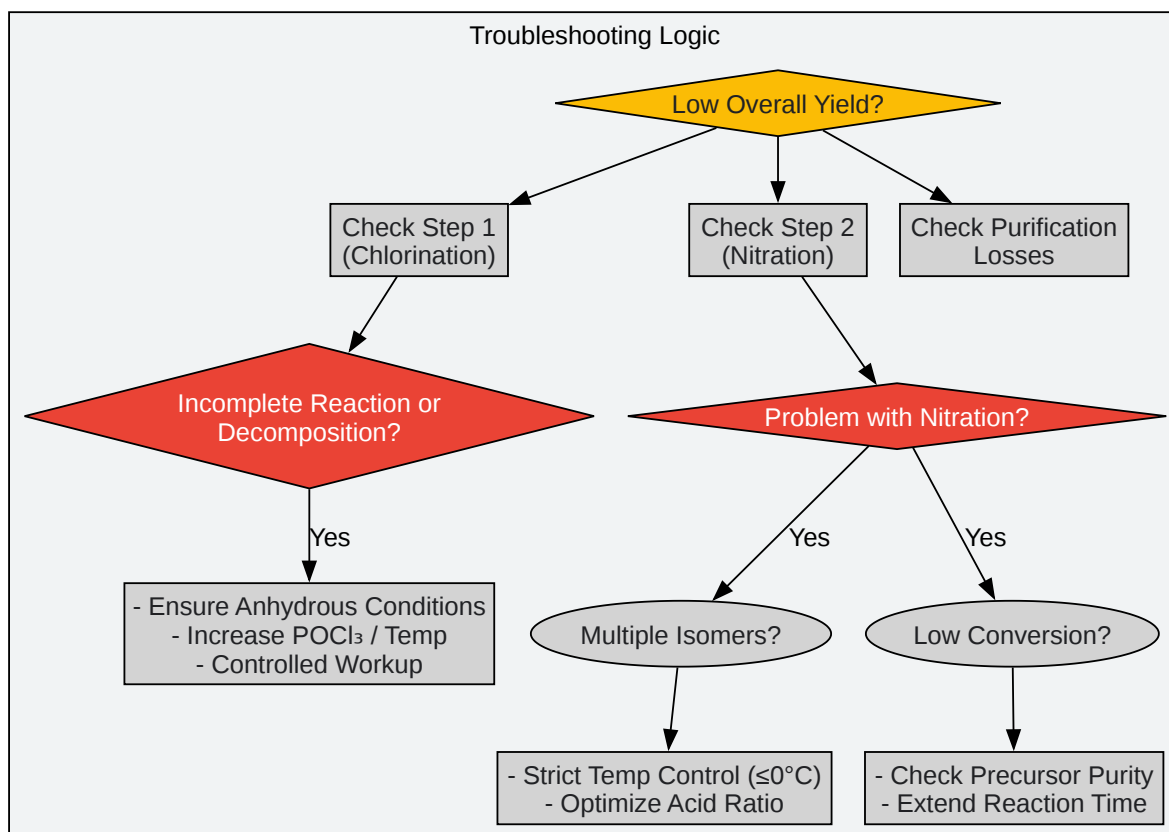 Troubleshooting Logic
Low Overall Yield?
Check Step 1
(Chlorination)
Check Step 2
(Nitration)
Check Purification
Losses
Incomplete Reaction or
Decomposition?
Problem with Nitration?
Yes
Yes
Yes
- Ensure Anhydrous Conditions
- Increase POCl₃ / Temp
- Controlled Workup
Multiple Isomers?
Low Conversion?
- Strict Temp Control (≤0°C)
- Optimize Acid Ratio
- Check Precursor Purity
- Extend Reaction Time